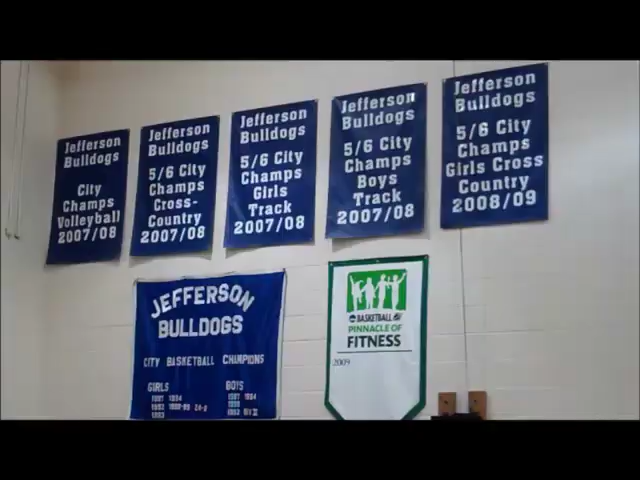 Jefferson
Bulldogs
City
Champs
Volleyball
2007/08
Jefferson
Bulldogs
5/6 City
Champs
Cross-
Country
2007/08
Jefferson
Bulldogs
5/6 City
Champs
Girls
Track
2007/08
Jefferson
Bulldogs
5/6 City
Champs
Boys
Track
2007/08
Jefferson
Bulldogs
5/6 City
Champs
Girls Cross
Country
2008/09
JEFFERSON
BULLDOGS
CITY BASKETBALL CHAMPIONS
GIRLS
BOYS
BASKETBALL
PINNACLE OF
FITNESS
2009